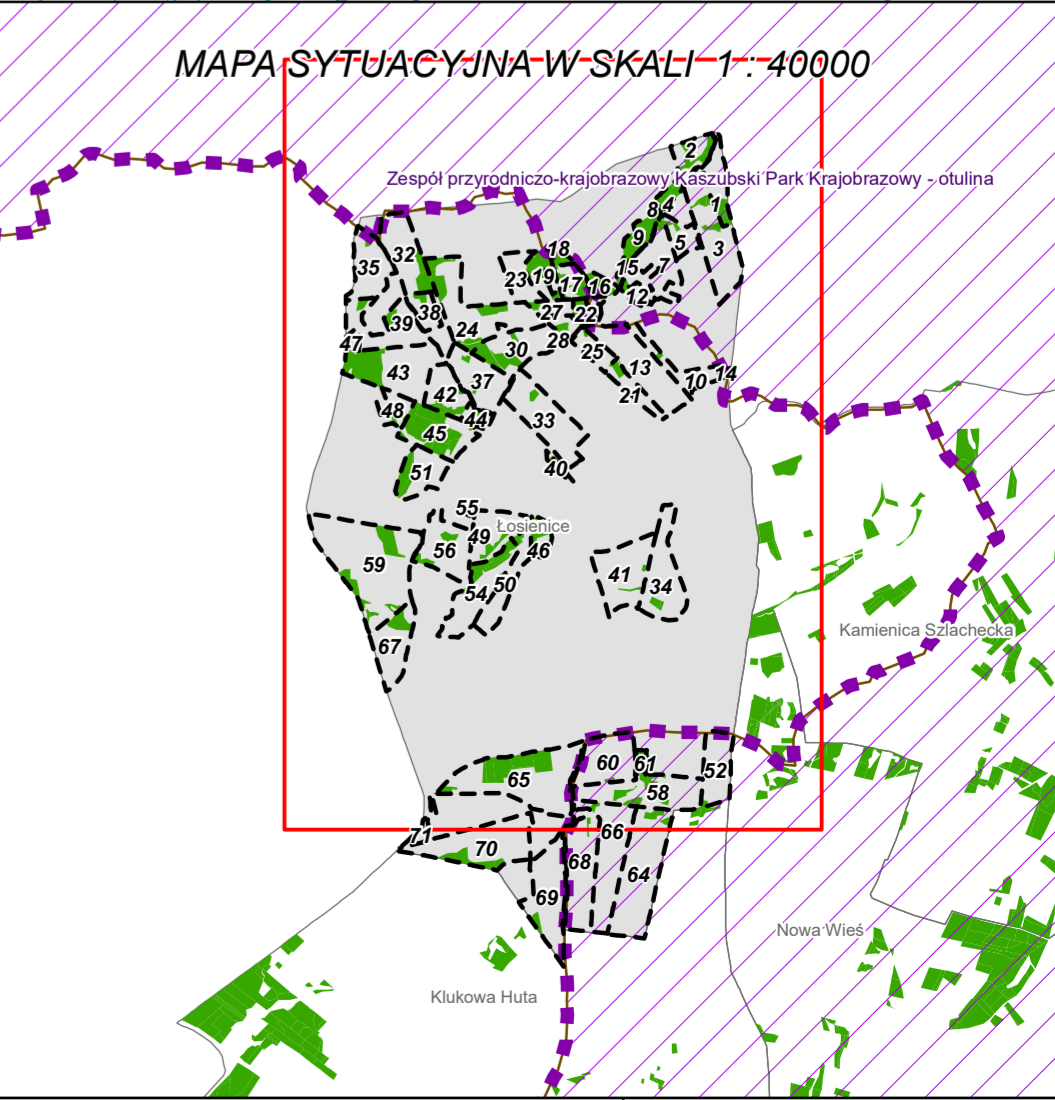 MAPA SYTUACYJNA W SKALI 1 : 40000
2
Zespół przyrodniczo-krajobrazowy Kaszubski Park Krajobrazowy - otulina
8 4 1
9 5 3
18
32
35 23 19 17 16 15 7
12
38 27 22
39
24 28
47 30 25
43 37 13 10 14
42 21
48 44 33
45
51 40
55
49 Łosienice
56 46
59 41 34
54 50
Kamienica Szlachecka
67
60 61 52
65 58
71 66
70 68 64
69
Nowa Wieś
Klukowa Huta